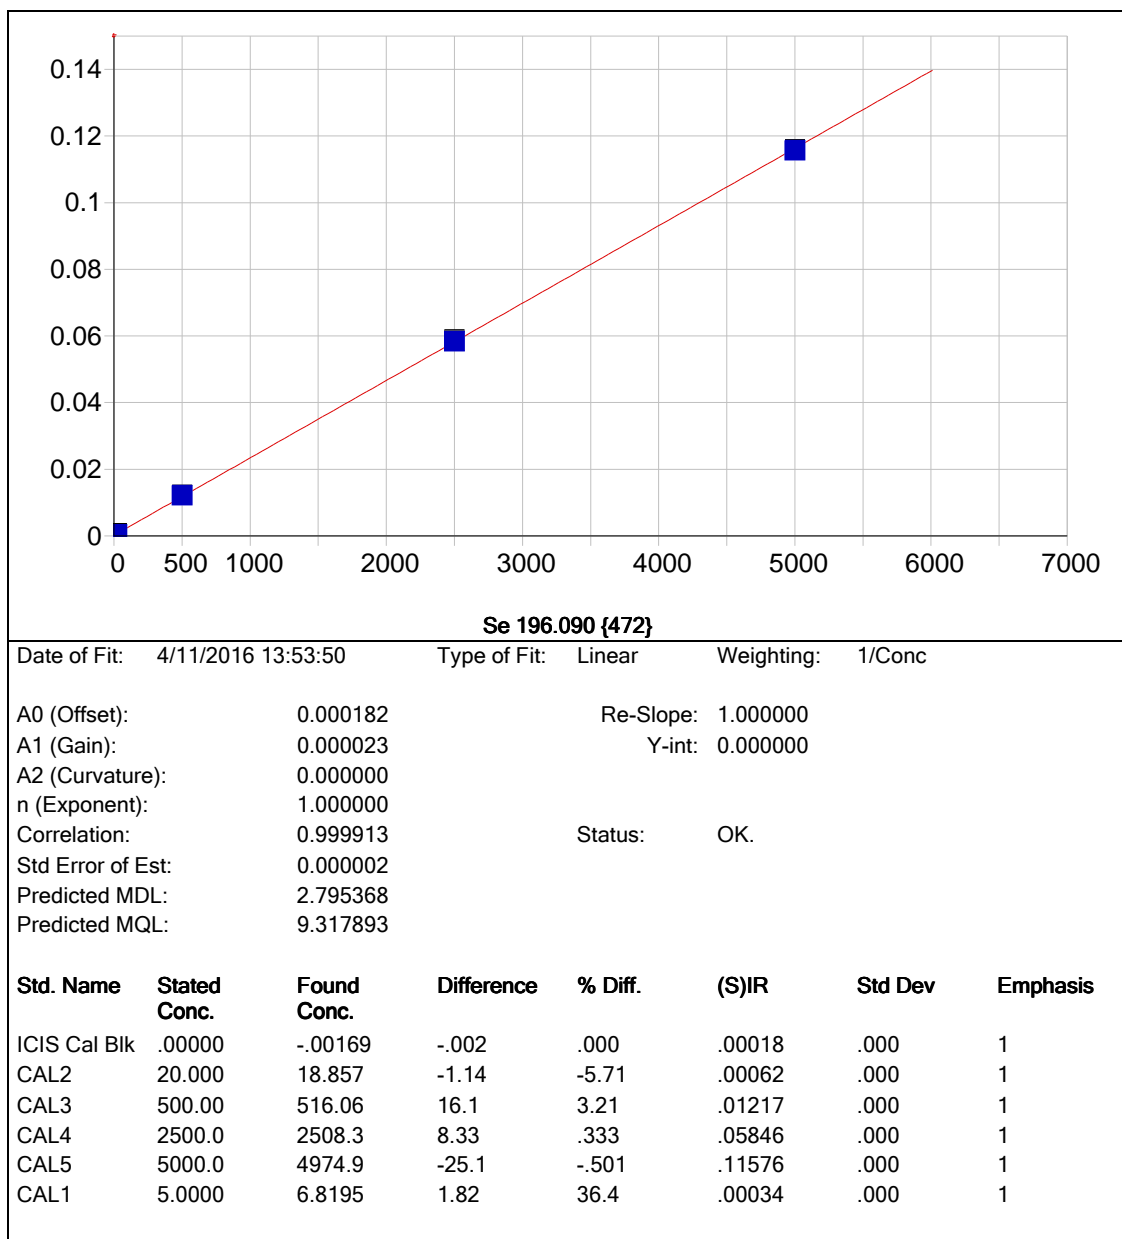 0.14
0.12
0.1
0.08
0.06
0.04
0.02
0
0 500 1000 2000 3000 4000 5000 6000 7000
Se 196.090 {472}
Date of Fit: 4/11/2016 13:53:50 Type of Fit: Linear Weighting: 1/Conc
A0 (Offset): 0.000182 Re-Slope: 1.000000
A1 (Gain): 0.000023 Y-int: 0.000000
A2 (Curvature): 0.000000
n (Exponent): 1.000000
Correlation: 0.999913 Status: OK.
Std Error of Est: 0.000002
Predicted MDL: 2.795368
Predicted MQL: 9.317893
Std. Name Stated Found Difference % Diff. (S)IR Std Dev Emphasis
Conc. Conc.
ICIS Cal Blk .00000 -.00169 -.002 .000 .00018 .000 1
CAL2 20.000 18.857 -1.14 -5.71 .00062 .000 1
CAL3 500.00 516.06 16.1 3.21 .01217 .000 1
CAL4 2500.0 2508.3 8.33 .333 .05846 .000 1
CAL5 5000.0 4974.9 -25.1 -.501 .11576 .000 1
CAL1 5.0000 6.8195 1.82 36.4 .00034 .000 1